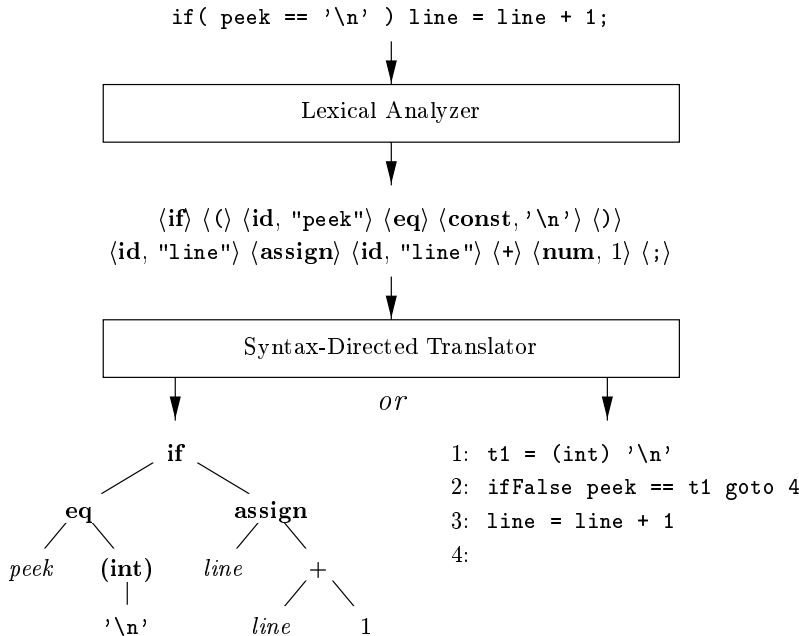 if( peek == '\n' ) line = line + 1;
Lexical Analyzer
⟨if⟩ ⟨(⟩ ⟨id, "peek"⟩ ⟨eq⟩ ⟨const, '\n'⟩ ⟨)⟩
⟨id, "line"⟩ ⟨assign⟩ ⟨id, "line"⟩ ⟨+⟩ ⟨num, 1⟩ ⟨;⟩
Syntax-Directed Translator
or
if
eq assign
peek (int) line +
'\n' line 1
1: t1 = (int) '\n'
2: ifFalse peek == t1 goto 4
3: line = line + 1
4: